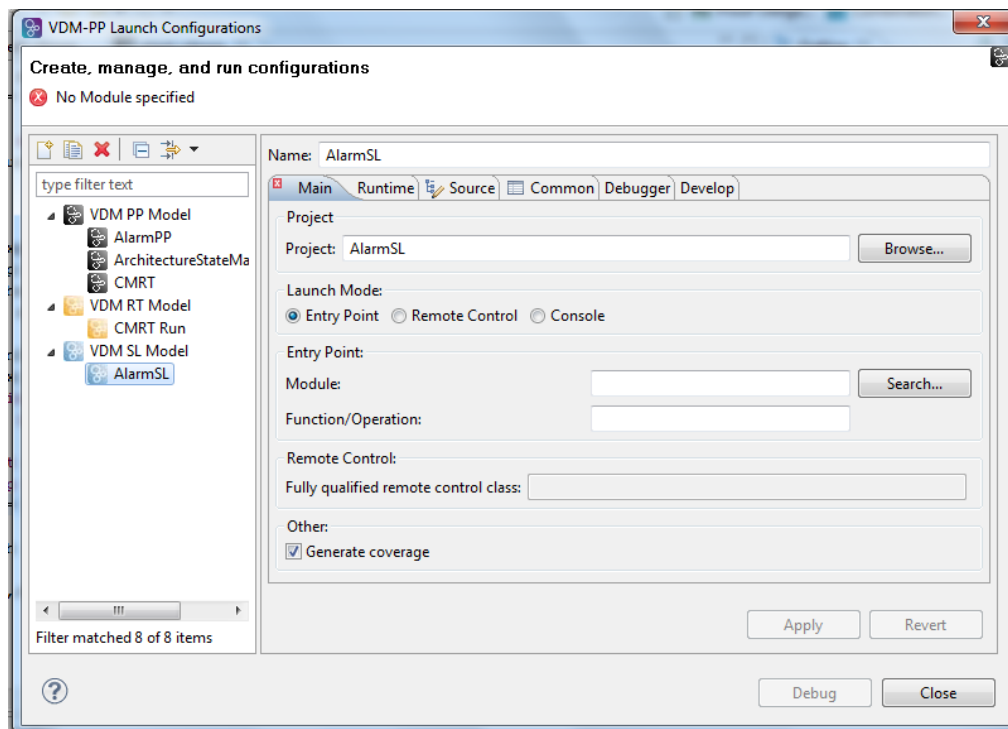 VDM-PP Launch Configurations
Create, manage, and run configurations
No Module specified
type filter text
VDM PP Model
AlarmPP
ArchitectureStateMa
CMRT
VDM RT Model
CMRT Run
VDM SL Model
AlarmSL
Filter matched 8 of 8 items
Name: AlarmSL
Main Runtime Source Common Debugger Develop
Project
Project: AlarmSL Browse...
Launch Mode:
Entry Point Remote Control Console
Entry Point:
Module: Search...
Function/Operation:
Remote Control:
Fully qualified remote control class:
Other:
Generate coverage
Apply Revert
Debug Close